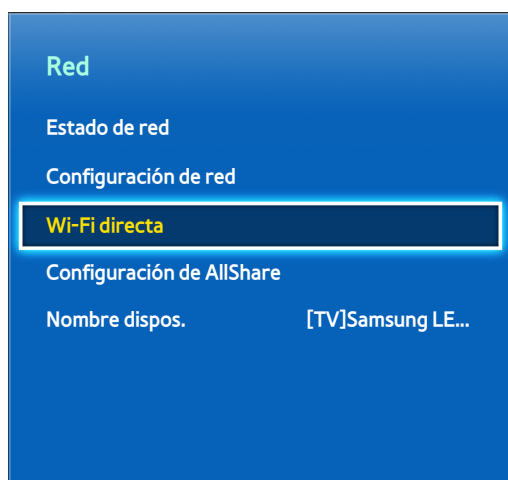 Red
Estado de red
Configuración de red
Wi-Fi directa
Configuración de AllShare
Nombre dispos. [TV]Samsung LE...